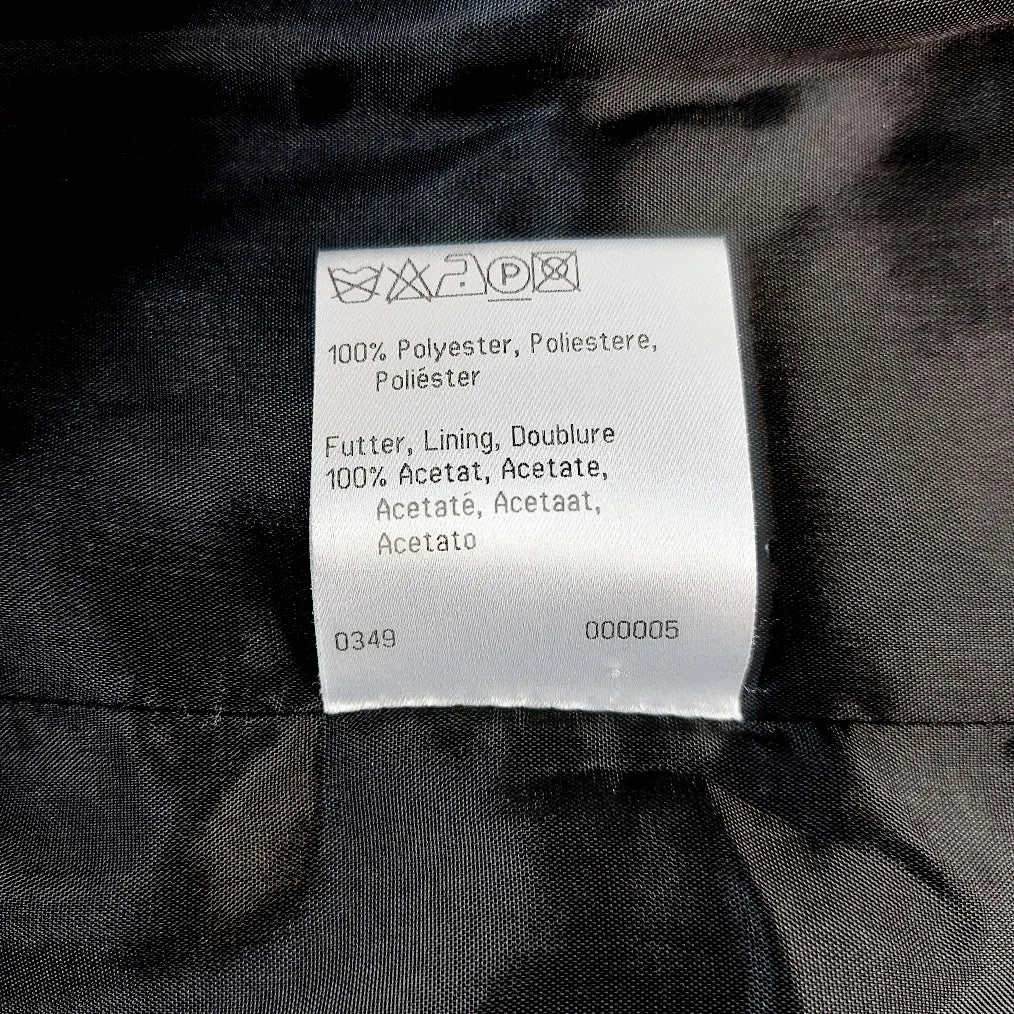 P
100% Polyester, Poliestere,
Poliéster
Futter, Lining, Doublure
100% Acetat, Acetate,
Acetaté, Acetaat,
Acetato
0349 000005